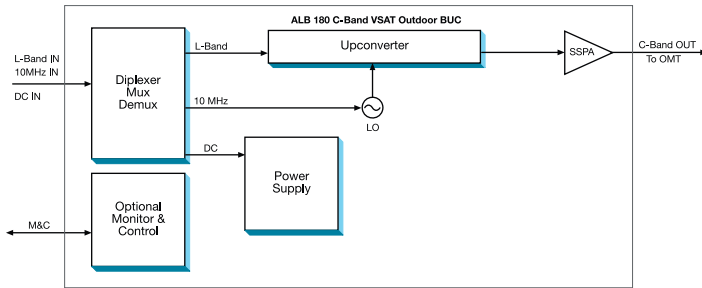 ALB 180 C-Band VSAT Outdoor BUC
L-Band IN
10MHz IN
DC IN
Diplexer
Mux
Demux
L-Band
Upconverter
SSPA
C-Band OUT
To OMT
10 MHz
LO
DC
Power
Supply
Optional
Monitor &
Control
M&C